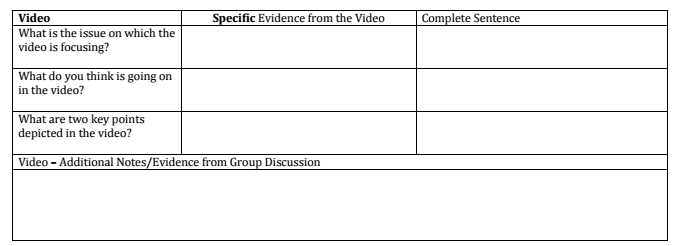 Video Specific Evidence from the Video Complete Sentence
What is the issue on which the
video is focusing?
What do you think is going on
in the video?
What are two key points
depicted in the video?
Video – Additional Notes/Evidence from Group Discussion